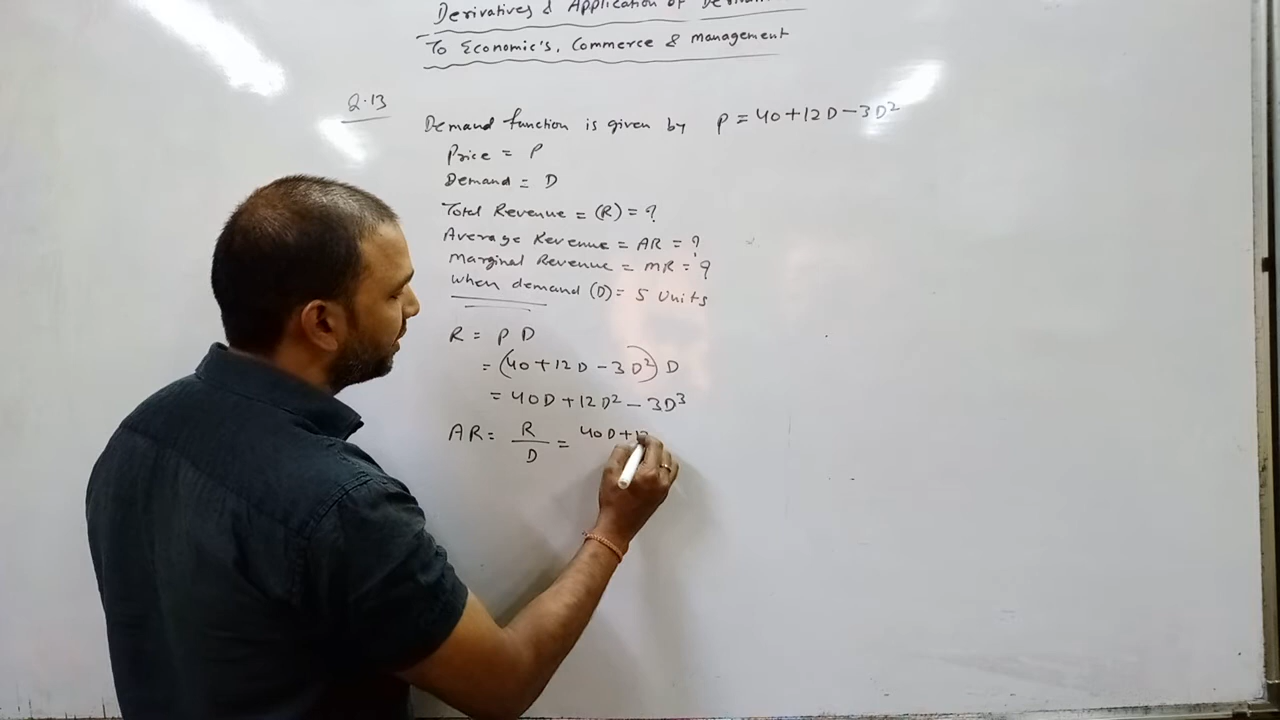 Derivatives & Application of
To Economic's, Commerce & management
Q.13
Demand function is given by P = 40+12D-3D²
Price = P
Demand = D
Total Revenue = (R) = ?
Average Revenue = AR = ?
Marginal Revenue = MR = ?
when demand (D) = 5 Units
R = P D
= (40+12D-3D²) D
= 40D+12D²-3D³
AR = R/D = 40D+12